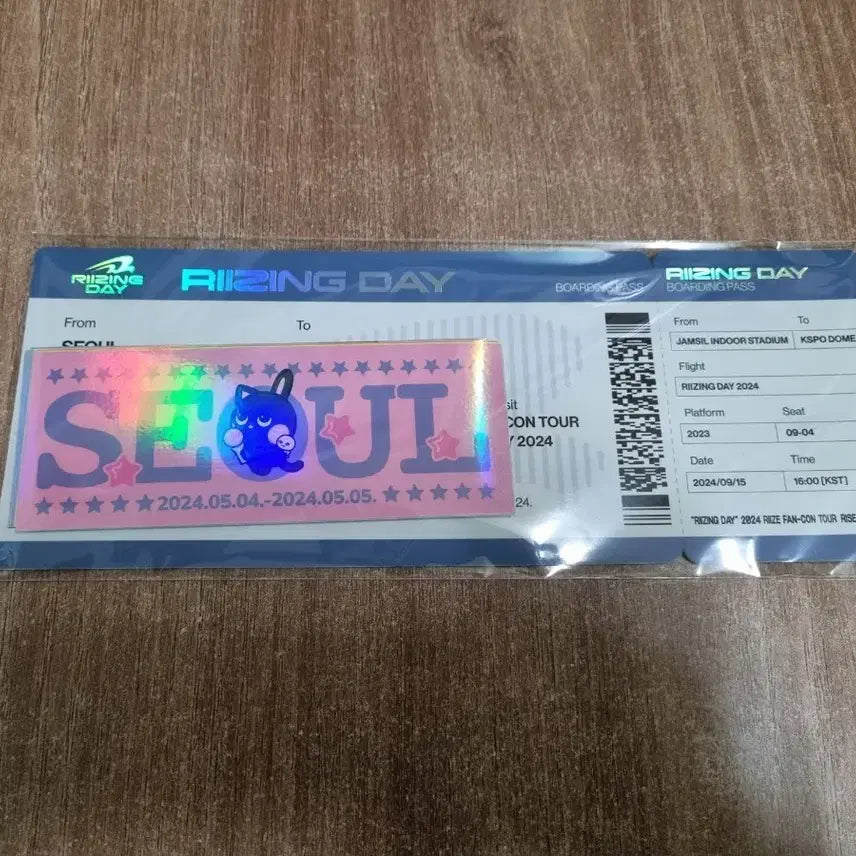 RIIZING DAY
RIIZING DAY
BOARDING PASS
From
To
SEOUL
SEOUL
2024.05.04.-2024.05.05.
-CON TOUR
2024
24.
RIIZING DAY
BOARDING PASS
From
To
JAMSIL INDOOR STADIUM
KSPO DOME
Flight
RIIZING DAY 2024
Platform
Seat
2023
09-04
Date
Time
2024/09/15
16:00 [KST]
"RIIZING DAY" 2024 RIIZE FAN-CON TOUR RISE